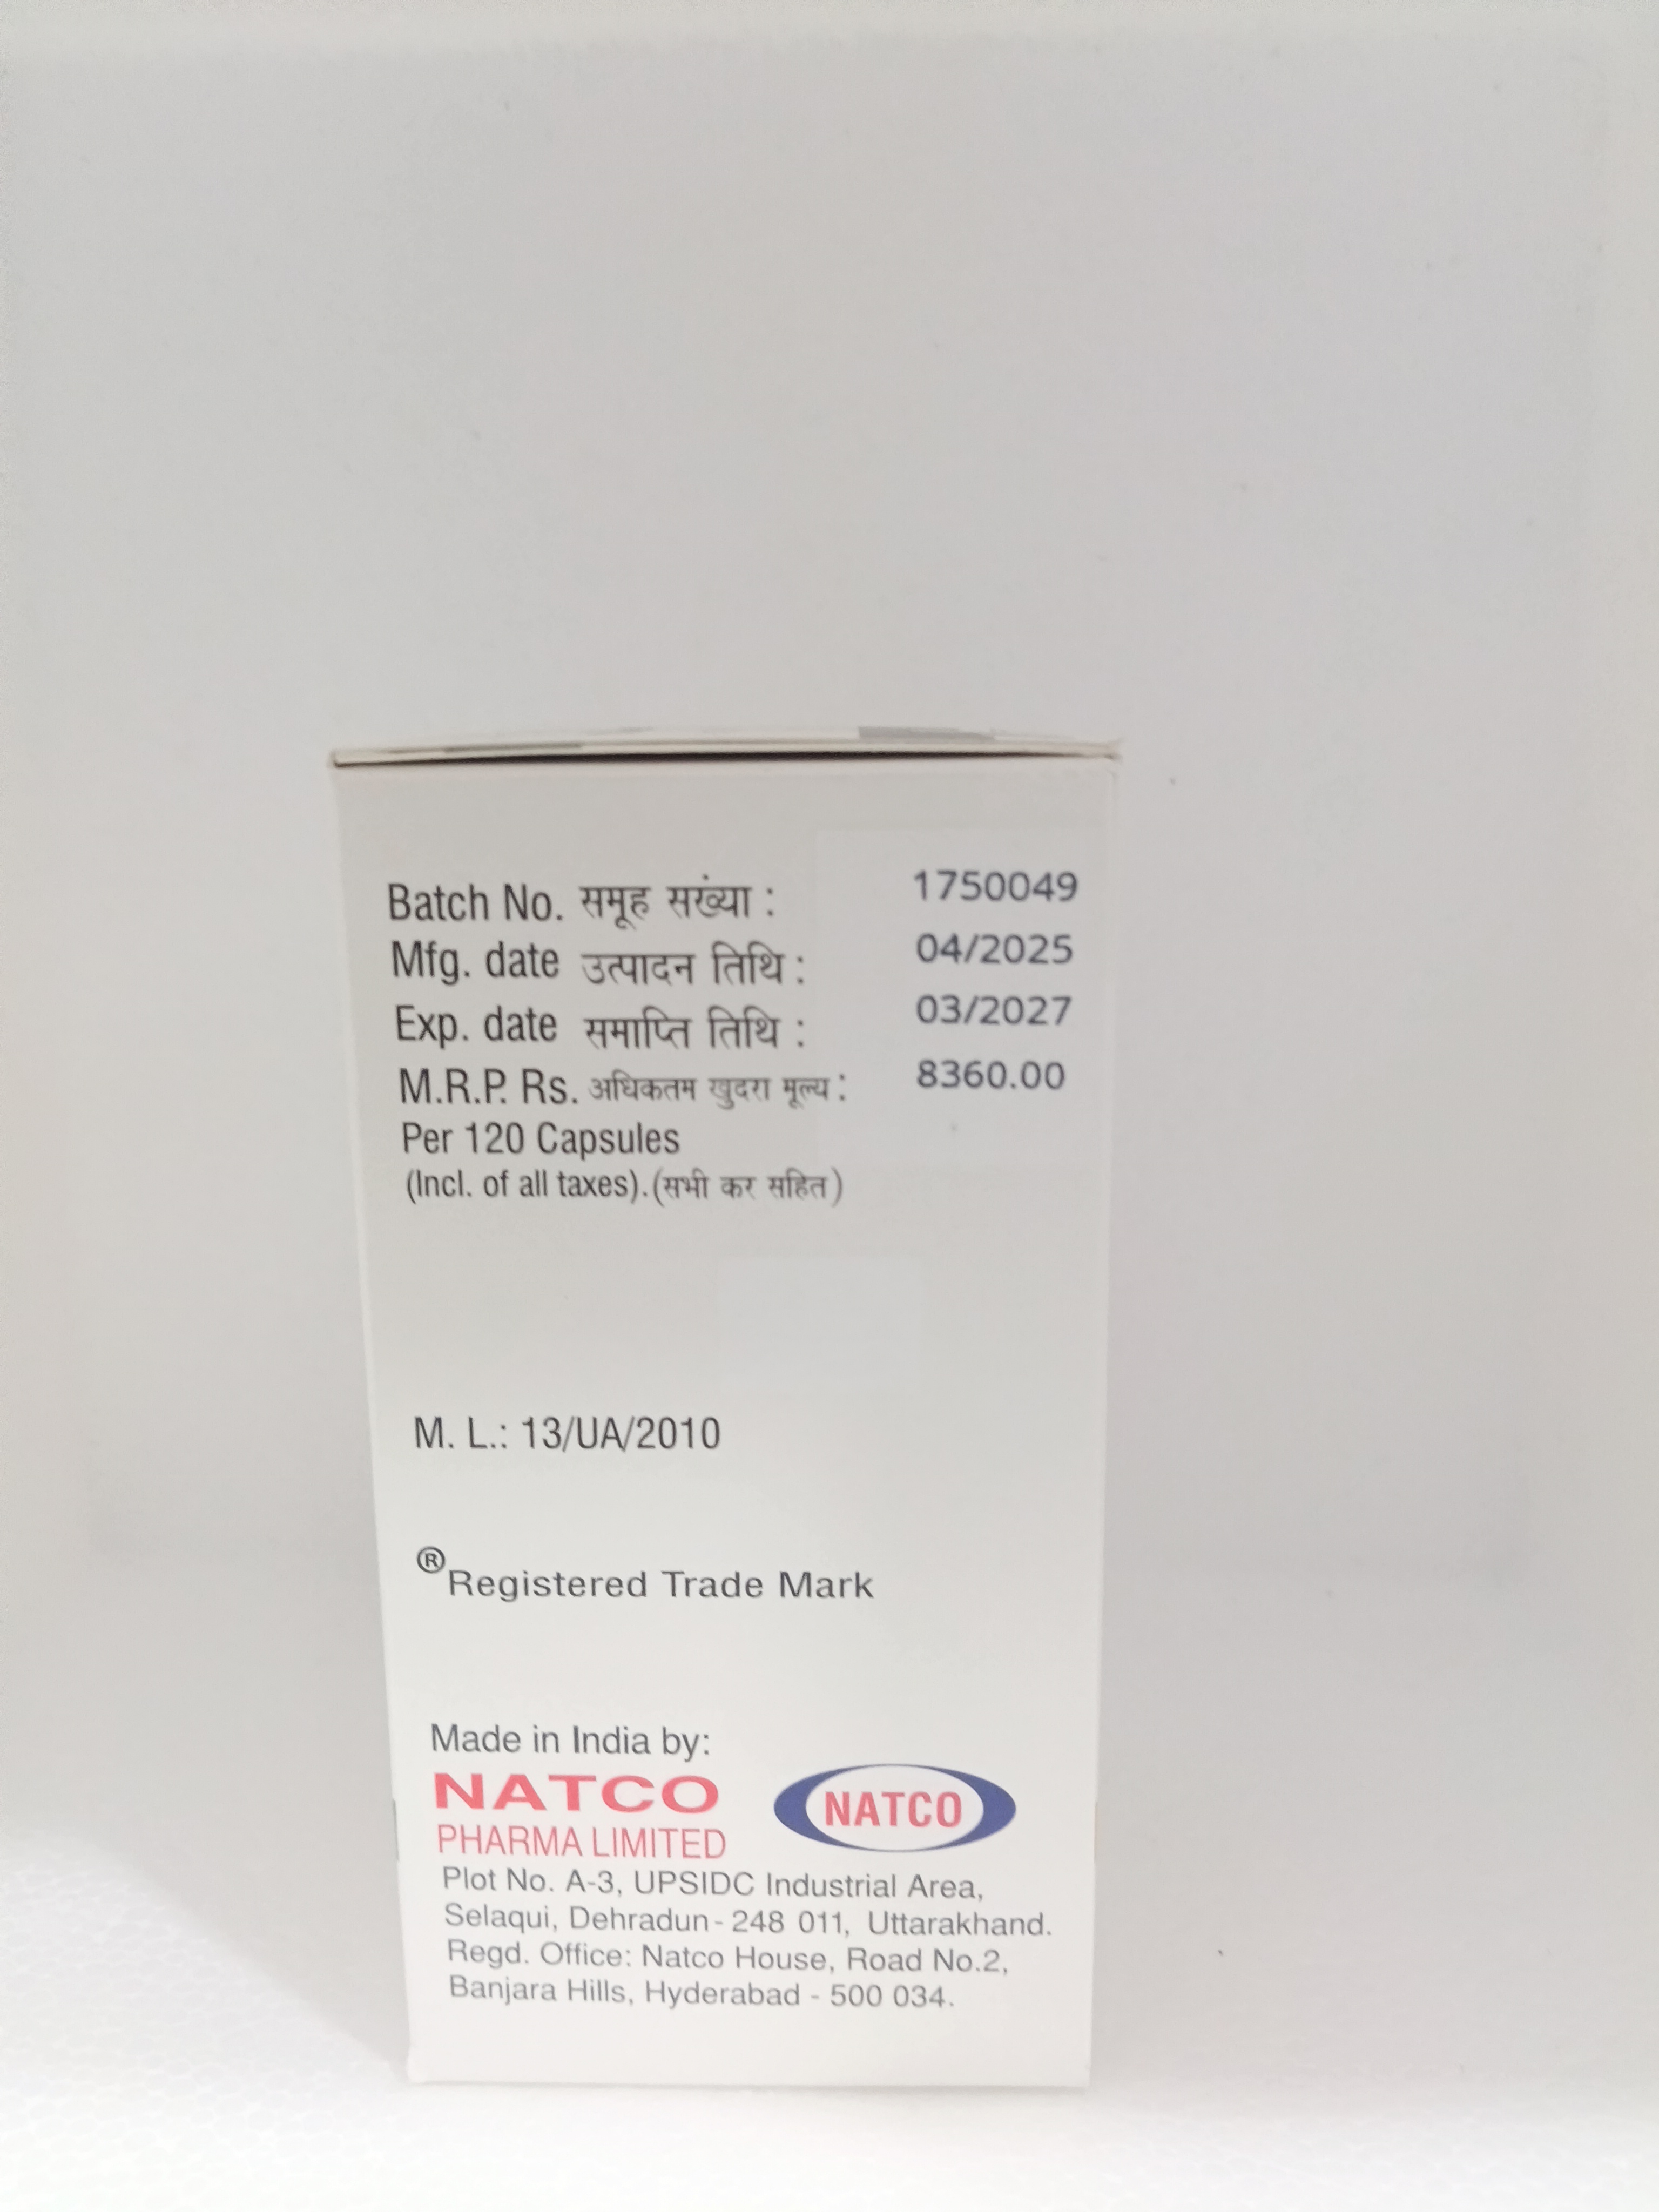 Batch No. समूह सख्ंया : 1750049
Mfg. date उत्पादन तिथि : 04/2025
Exp. date समाप्ति तिथि : 03/2027
M.R.P. Rs. अधिकतम खुदरा मूल्य : 8360.00
Per 120 Capsules
(Incl. of all taxes).(सभी कर सहित)
M. L.: 13/UA/2010
®Registered Trade Mark
Made in India by:
NATCO
PHARMA LIMITED
NATCO
Plot No. A-3, UPSIDC Industrial Area,
Selaqui, Dehradun - 248 011, Uttarakhand.
Regd. Office: Natco House, Road No.2,
Banjara Hills, Hyderabad - 500 034.